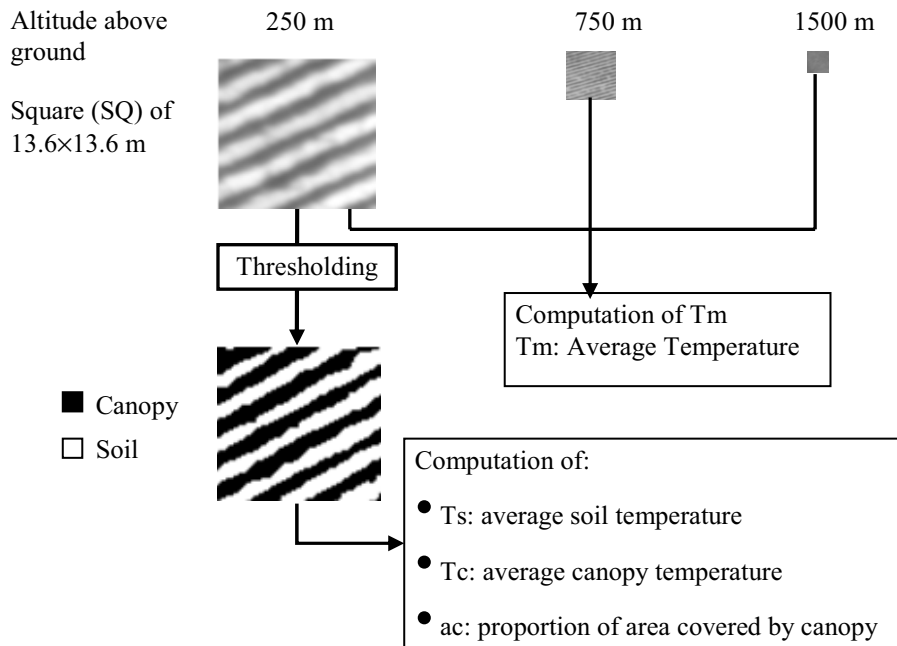 Altitude above
ground
250 m
750 m
1500 m
Square (SQ) of
13.6×13.6 m
Thresholding
Computation of Tm
Tm: Average Temperature
Canopy
Soil
Computation of:
• Ts: average soil temperature
• Tc: average canopy temperature
• ac: proportion of area covered by canopy